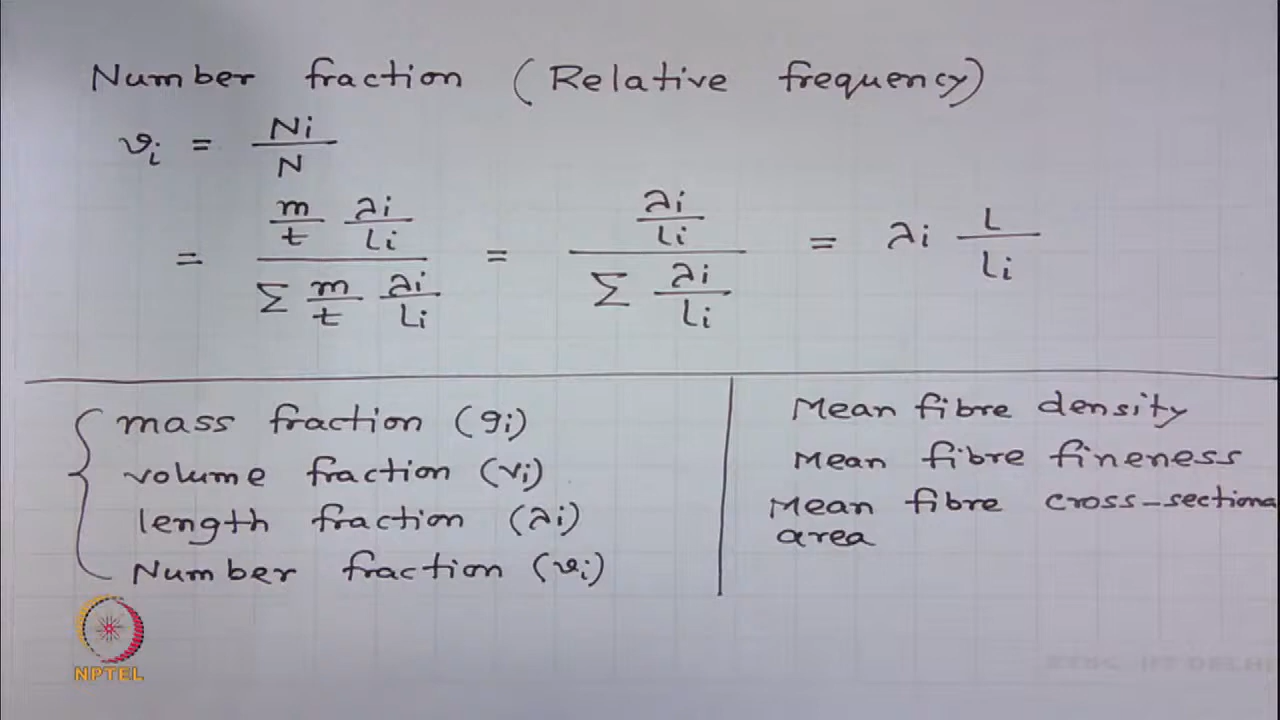 Number fraction (Relative frequency)
ϑi = Ni / N
= (m/t λi/li) / (Σ m/t λi/li) = (λi/li) / (Σ λi/li) = λi L/li
mass fraction (gi)
volume fraction (vi)
length fraction (λi)
Number fraction (ϑi)
Mean fibre density
Mean fibre fineness
Mean fibre cross-sectiona
area
NPTEL